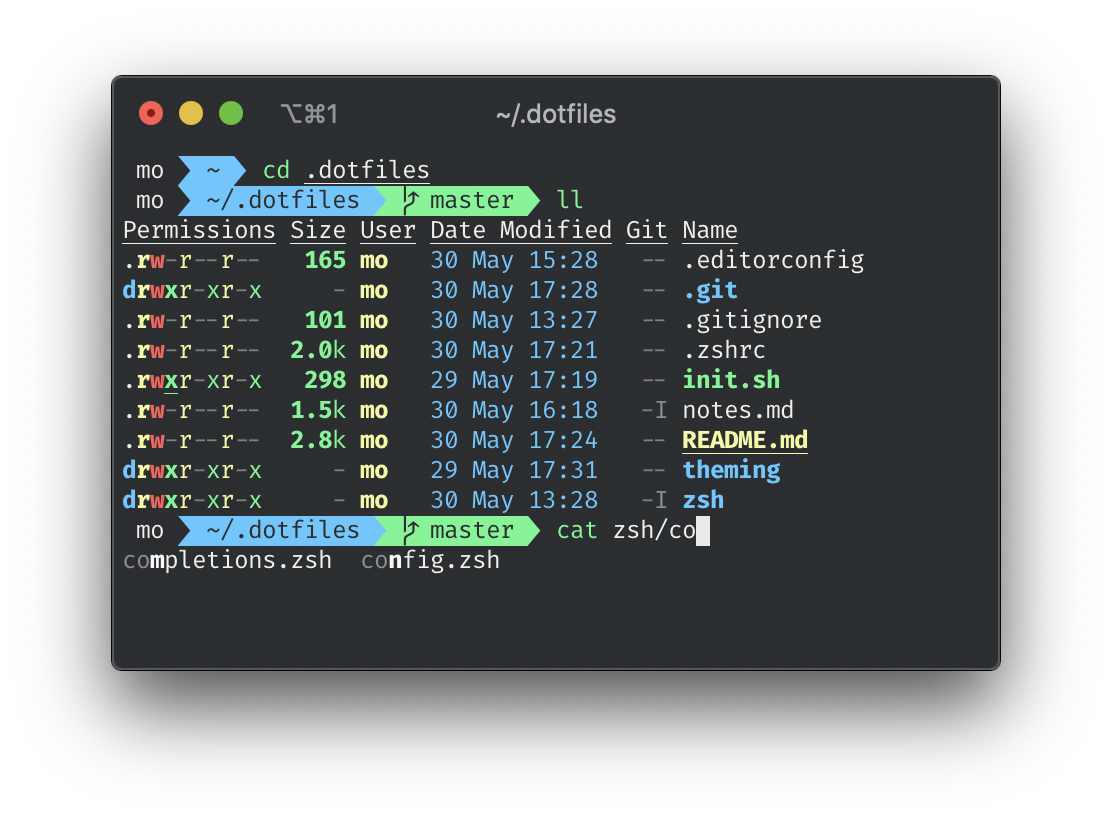 ⌥⌘1 ~/.dotfiles
mo ~ cd .dotfiles
mo ~/.dotfiles master ll
Permissions Size User Date Modified Git Name
.rw-r--r-- 165 mo 30 May 15:28 -- .editorconfig
drwxr-xr-x - mo 30 May 17:28 -- .git
.rw-r--r-- 101 mo 30 May 13:27 -- .gitignore
.rw-r--r-- 2.0k mo 30 May 17:21 -- .zshrc
.rwxr-xr-x 298 mo 29 May 17:19 -- init.sh
.rw-r--r-- 1.5k mo 30 May 16:18 -I notes.md
.rw-r--r-- 2.8k mo 30 May 17:24 -- README.md
drwxr-xr-x - mo 29 May 17:31 -- theming
drwxr-xr-x - mo 30 May 13:28 -I zsh
mo ~/.dotfiles master cat zsh/co
completions.zsh config.zsh